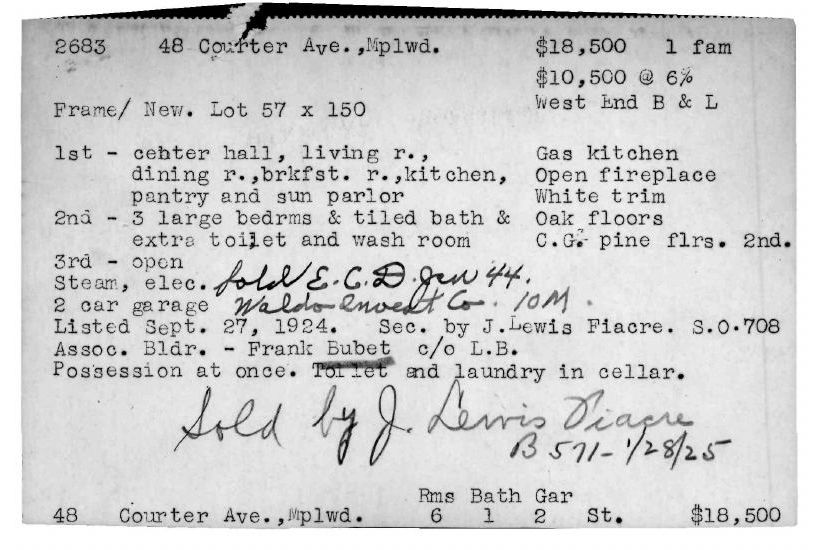 2683 48 Courter Ave.,Mplwd. $18,500 1 fam
$10,500 @ 6%
West End B & L
Frame/ New. Lot 57 x 150
1st - center hall, living r., Gas kitchen
dining r.,brkfst. r.,kitchen, Open fireplace
pantry and sun parlor White trim
2nd - 3 large bedrms & tiled bath & Oak floors
extra toilet and wash room C.G. pine flrs. 2nd.
3rd - open
Steam, elec. Sold E.C.D. Jan 44.
2 car garage Waldo Invest Co. 10M.
Listed Sept. 27, 1924. Sec. by J.Lewis Fiacre. S.O.708
Assoc. Bldr. - Frank Bubet c/o L.B.
Possession at once. Toilet and laundry in cellar.
Sold by J. Lewis Fiacre
B 571- 1/28/25
Rms Bath Gar
48 Courter Ave.,Mplwd. 6 1 2 St. $18,500